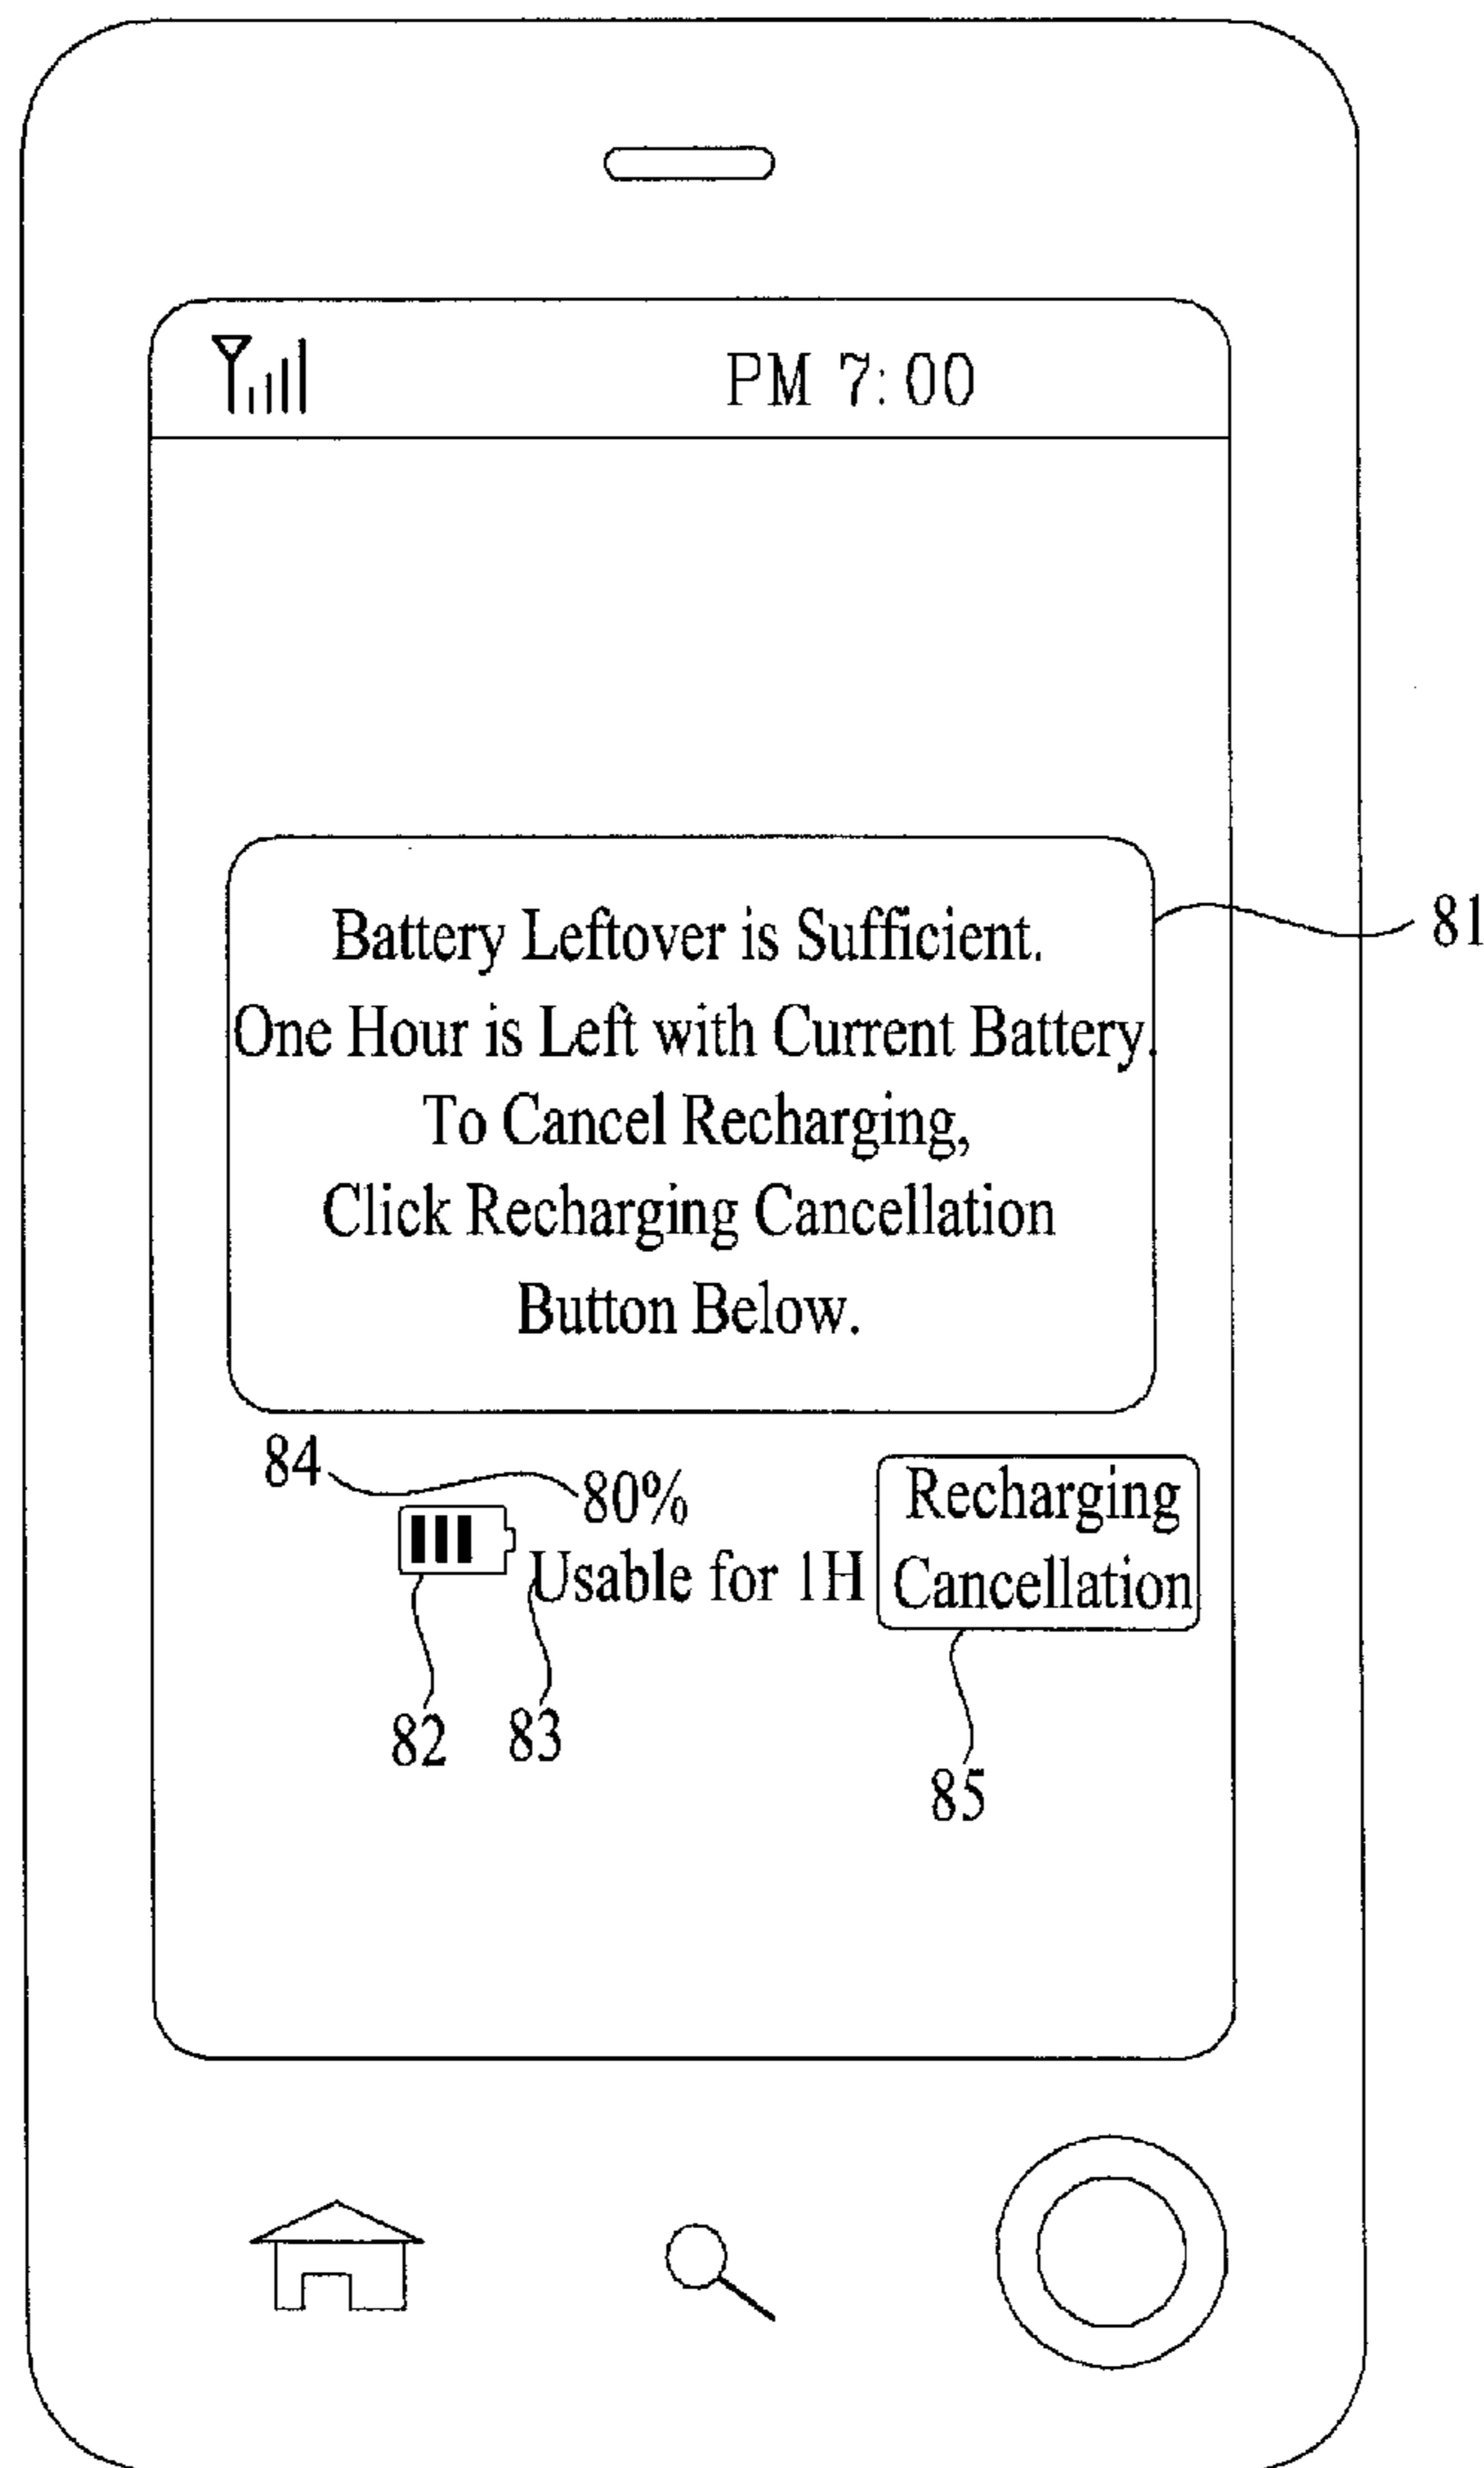 PM 7:00
Battery Leftover is Sufficient.
One Hour is Left with Current Battery.
To Cancel Recharging,
Click Recharging Cancellation
Button Below.
81
84
80%
Usable for 1H
Recharging
Cancellation
82
83
85